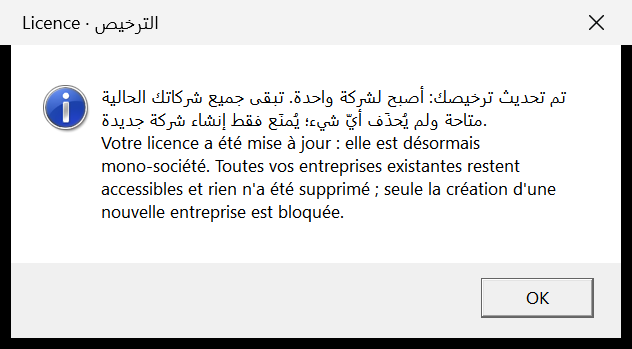 Licence · الترخيص
تم تحديث ترخيصك: أصبح لشركة واحدة. تبقى جميع شركاتك الحالية
متاحة ولم يُحذَف أيّ شيء؛ يُمنَع فقط إنشاء شركة جديدة.
Votre licence a été mise à jour : elle est désormais
mono-société. Toutes vos entreprises existantes restent
accessibles et rien n'a été supprimé ; seule la création d'une
nouvelle entreprise est bloquée.
OK